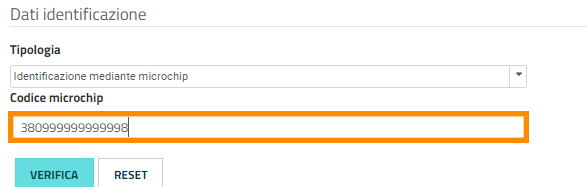 Dati identificazione
Tipologia
Identificazione mediante microchip
Codice microchip
380999999999998
VERIFICA RESET